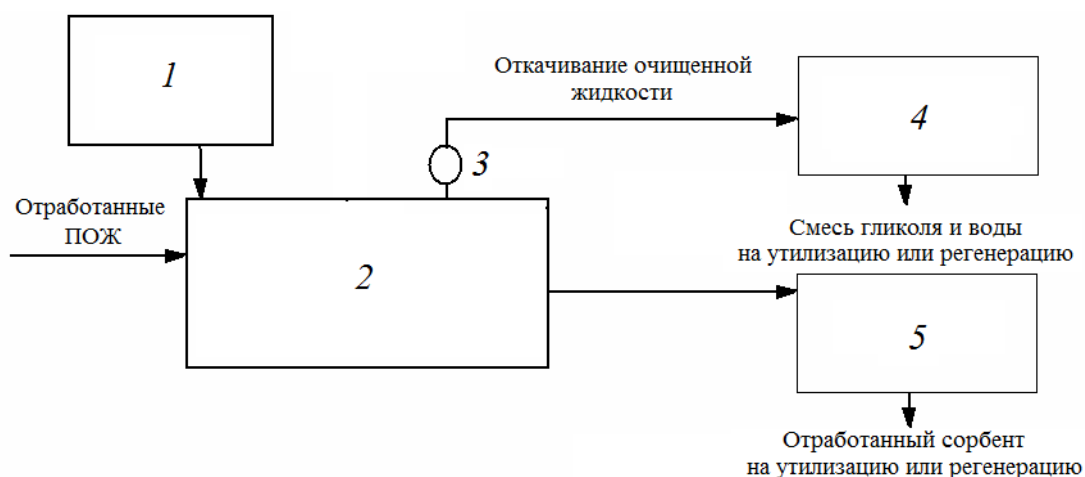 1
Откачивание очищенной
жидкости
4
3
Отработанные
ПОЖ
2
Смесь гликоля и воды
на утилизацию или регенерацию
5
Отработанный сорбент
на утилизацию или регенерацию